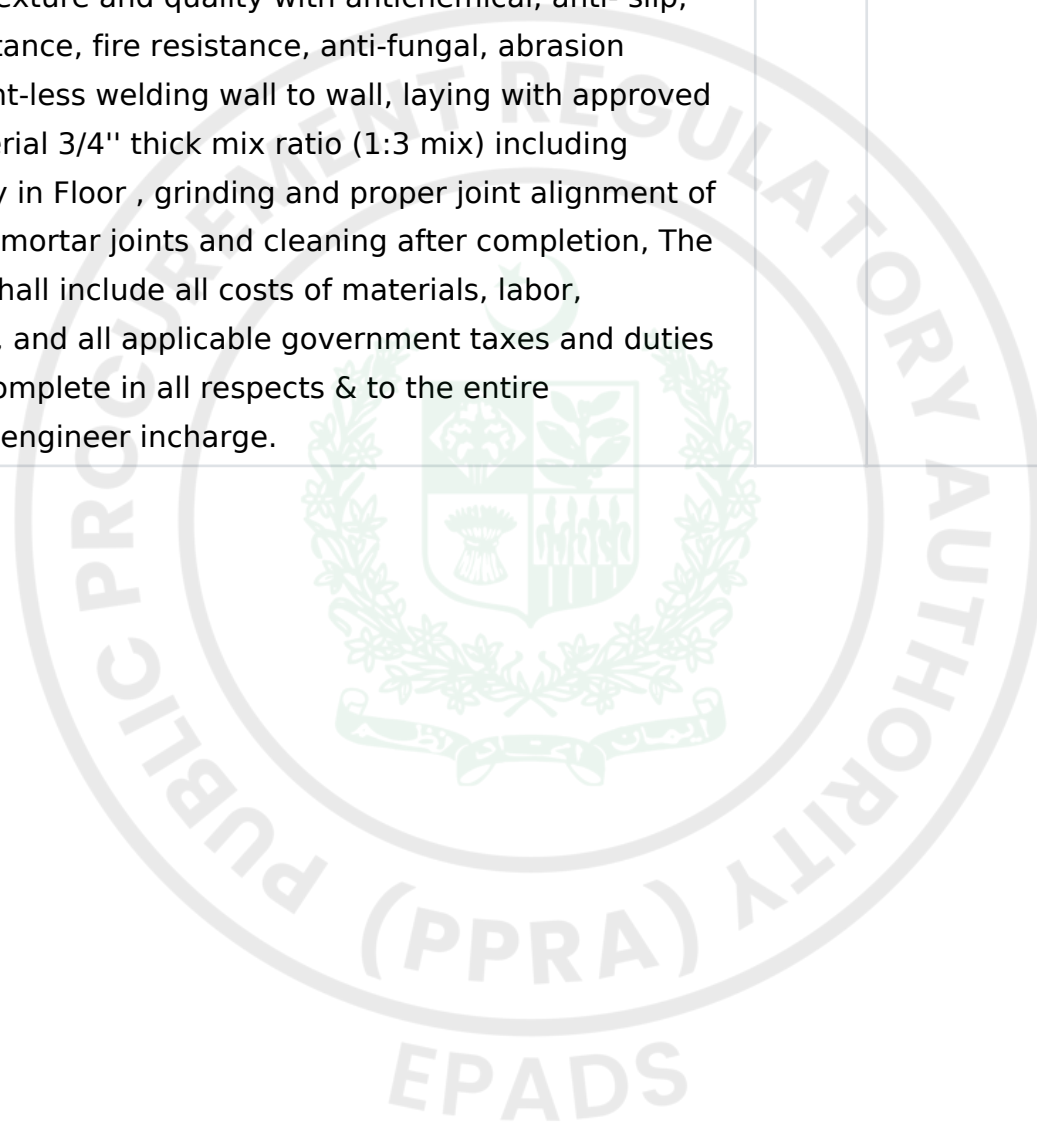 exture and quality with antichemical, anti- slip,
tance, fire resistance, anti-fungal, abrasion
nt-less welding wall to wall, laying with approved
erial 3/4'' thick mix ratio (1:3 mix) including
y in Floor , grinding and proper joint alignment of
mortar joints and cleaning after completion, The
hall include all costs of materials, labor,
, and all applicable government taxes and duties
omplete in all respects & to the entire
engineer incharge.
PUBLIC PROCUREMENT REGULATORY AUTHORITY
(PPRA)
EPADS